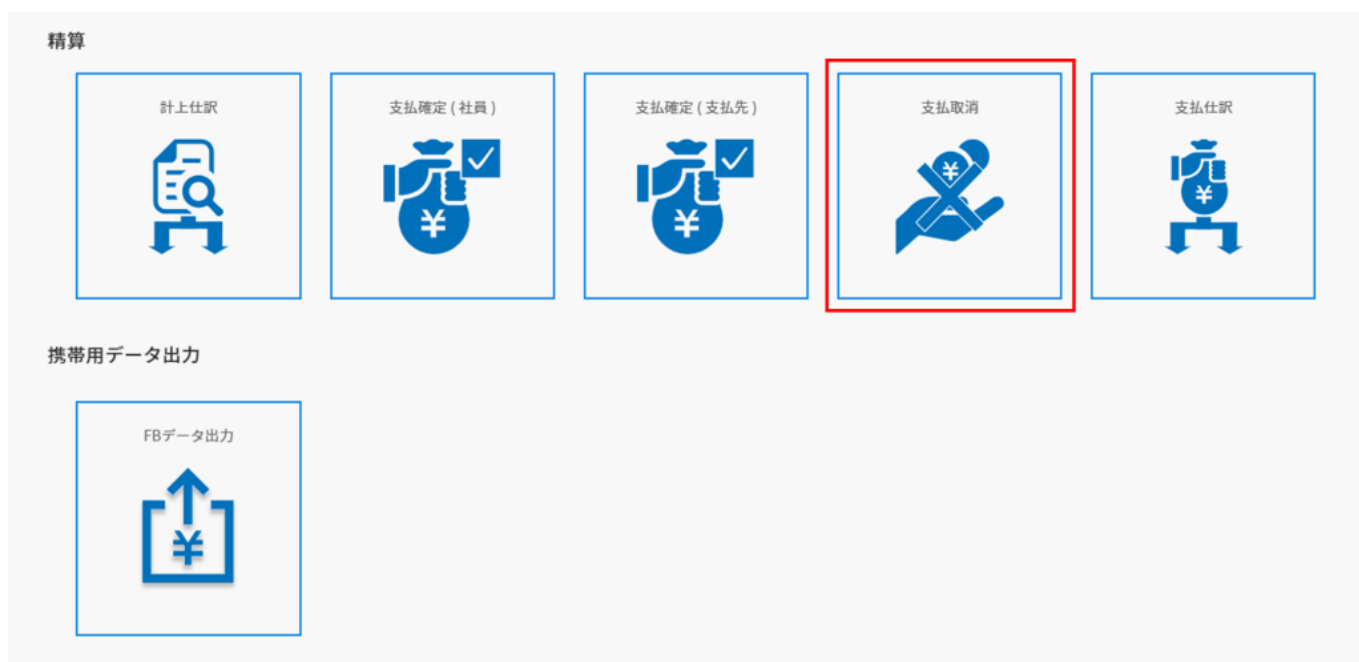 精算
計上仕訳
支払確定 ( 社員 )
支払確定 ( 支払先 )
支払取消
支払仕訳
携帯用データ出力
FBデータ出力